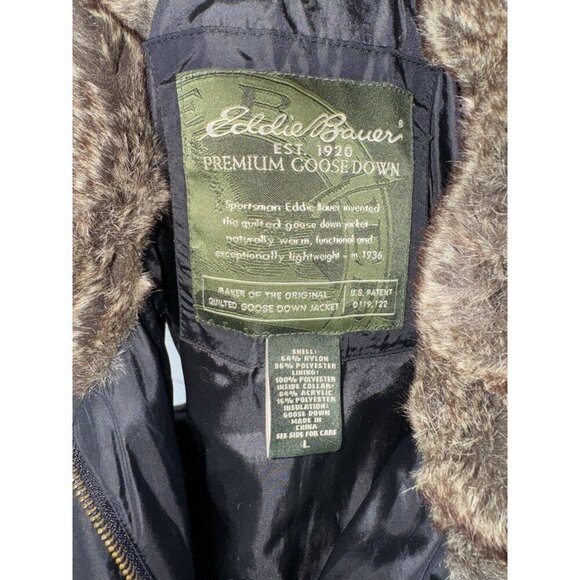 Eddie Bauer®
EST. 1920
PREMIUM GOOSE DOWN
Sportsman Eddie Bauer invented
the quilted goose down jacket
naturally warm, functional and
exceptionally lightweight – in 1936.
MAKER OF THE ORIGINAL
QUILTED GOOSE DOWN JACKET
U.S. PATENT
D119,122
SHELL:
64% NYLON
36% POLYESTER
LINING:
100% POLYESTER
INSIDE COLLAR:
84% ACRYLIC
16% POLYESTER
INSULATION:
GOOSE DOWN
MADE IN
CHINA
SEE SIDE FOR CARE
L